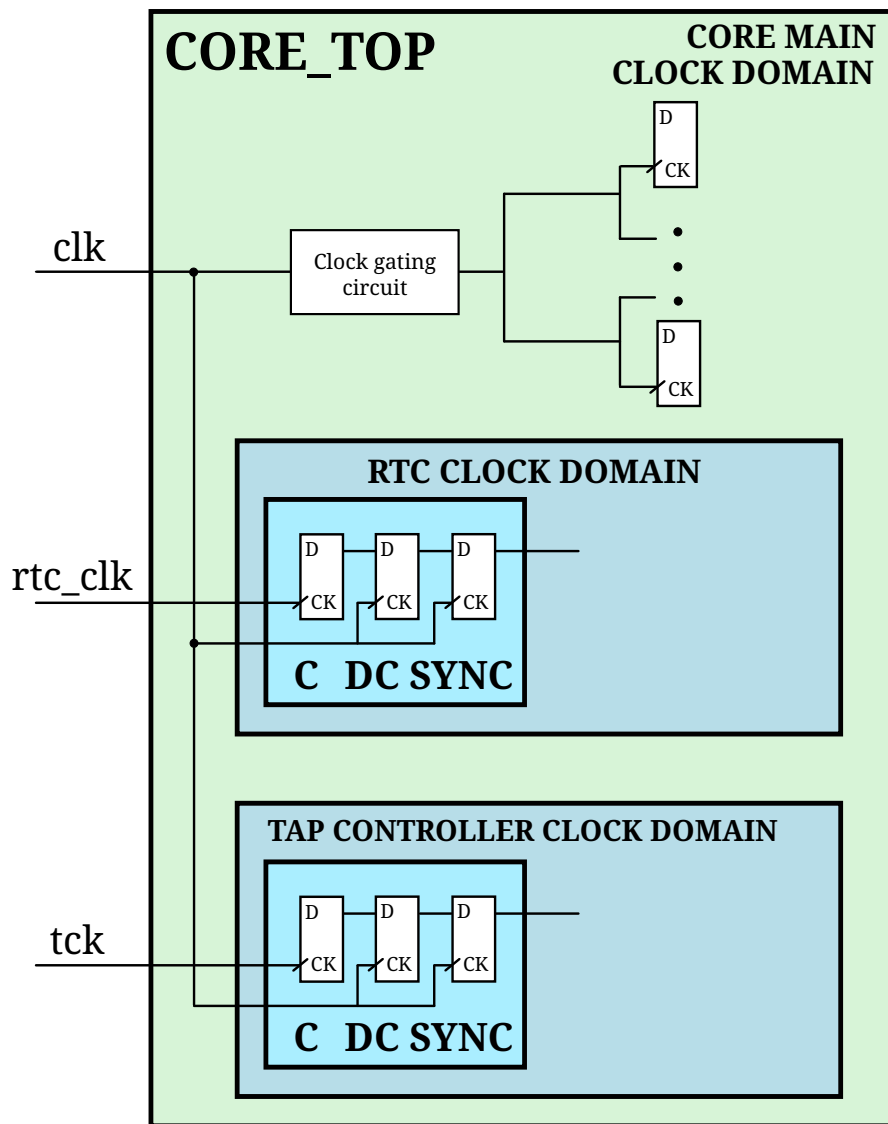 CORE_TOP
CORE MAIN
CLOCK DOMAIN
D
CK
clk
Clock gating
circuit
D
CK
RTC CLOCK DOMAIN
D D D
rtc_clk
CK CK CK
C DC SYNC
TAP CONTROLLER CLOCK DOMAIN
D D D
tck
CK CK CK
C DC SYNC